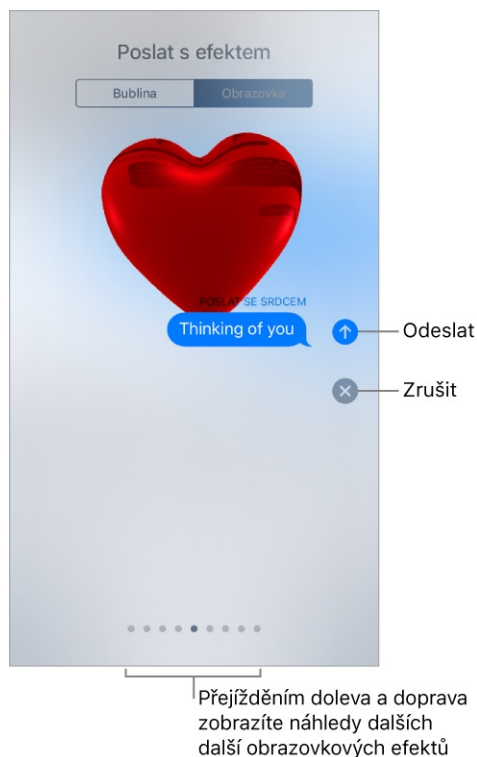 Poslat s efektem
Bublina
Obrazovka
POSLAT SE SRDCEM
Thinking of you
Odeslat
Zrušit
Přejížděním doleva a doprava
zobrazíte náhledy dalších
další obrazovkových efektů